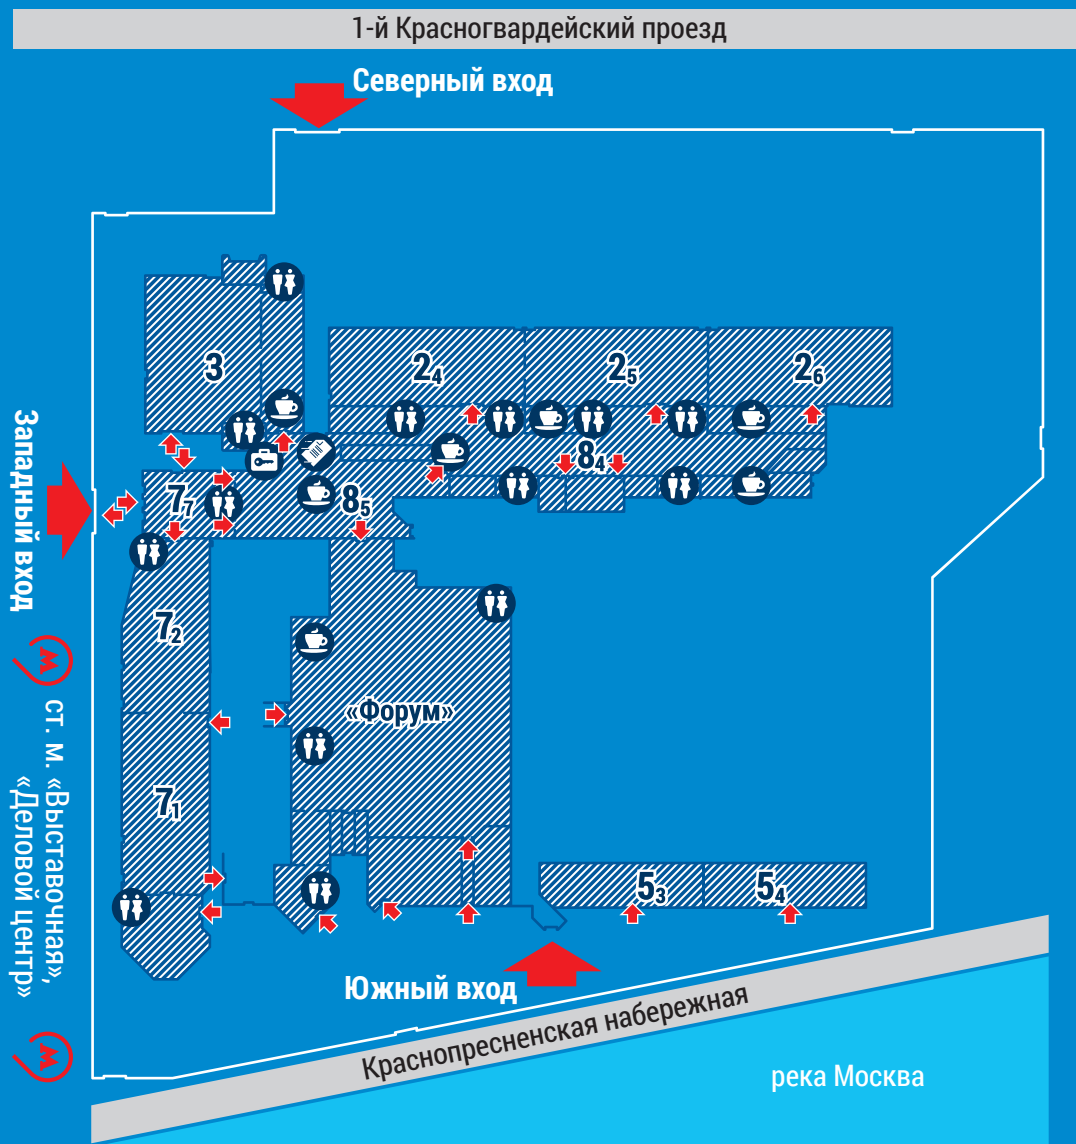 1-й Красногвардейский проезд
Северный вход
3
2₄
2₅
2₆
8₄
7₇
8₅
Западный вход
7₂
«Форум»
7₁
ст. м. «Выставочная»,
«Деловой центр»
5₃
5₄
Южный вход
Краснопресненская набережная
река Москва